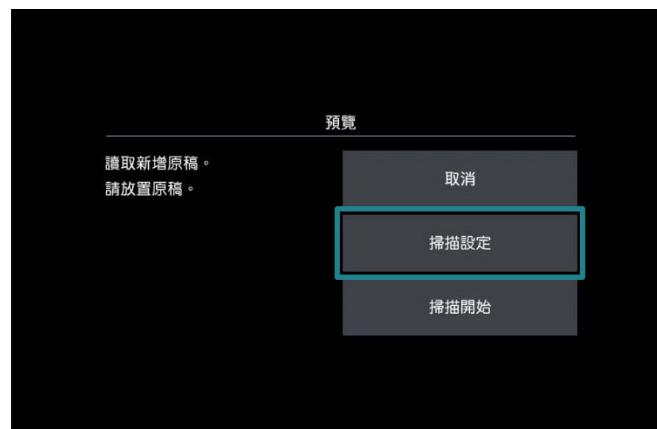 預覽
讀取新增原稿。
請放置原稿。
取消
掃描設定
掃描開始